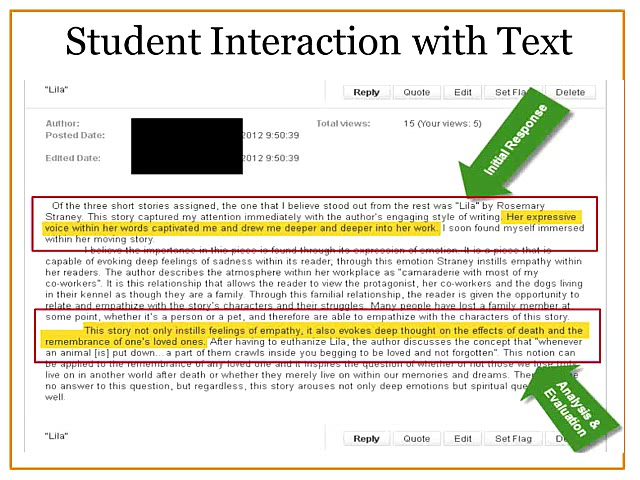 Student Interaction with Text
"Lila"
Reply Quote Edit Set Flag Delete
Author:
Posted Date: 2012 9:50:39
Total views: 15 (Your views: 5)
Edited Date: 2012 9:50:39
Initial Response
Of the three short stories assigned, the one that I believe stood out from the rest was "Lila" by Rosemary
Straney. This story captured my attention immediately with the author's engaging style of writing. Her expressive
voice within her words captivated me and drew me deeper and deeper into her work. I soon found myself immersed
within her moving story.
I believe the importance in this piece is found through its expression of emotion. It is a piece that is
capable of evoking deep feelings of sadness within its reader, through this emotion Straney instills empathy within
her readers. The author describes the atmosphere within her workplace as "camaraderie with most of my
co-workers". It is this relationship that allows the reader to view the protagonist, her co-workers and the dogs living
in their kennel as though they are a family. Through this familial relationship, the reader is given the opportunity to
relate and empathize with the story's characters and their struggles. Many people have lost a family member at
some point, whether it's a person or a pet, and therefore are able to empathize with the characters of this story.
This story not only instills feelings of empathy, it also evokes deep thought on the effects of death and the
remembrance of one's loved ones. After having to euthanize Lila, the author discusses the concept that "whenever
an animal [is] put down... a part of them crawls inside you begging to be loved and not forgotten". This notion can
be applied to the remembrance of any loved one and it inspires the question of whether or not those we lose
live on in another world after death or whether they merely live on within our memories and dreams.
no answer to this question, but regardless, this story arouses not only deep emotions but spiritual
well.
Analysis & Evaluation
"Lila"
Reply Quote Edit Set Flag